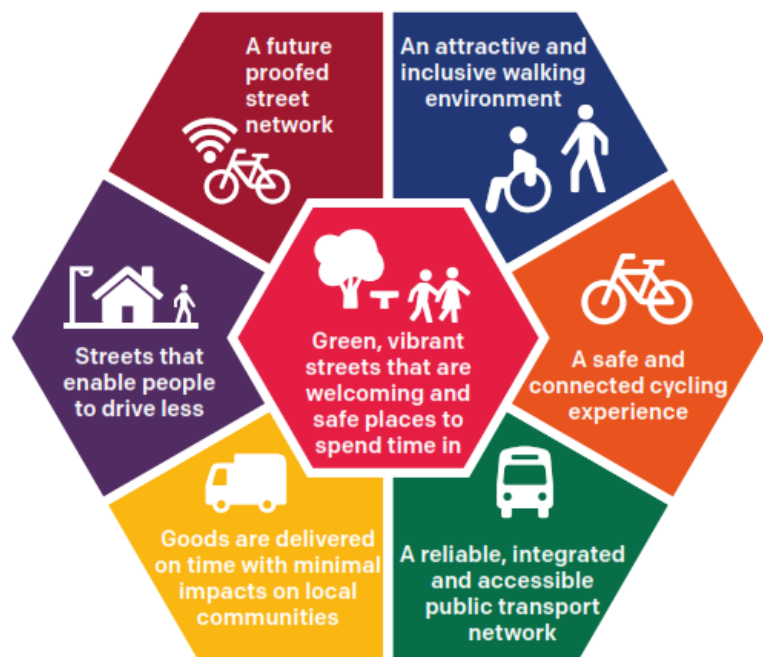 A future
proofed
street
network
An attractive and
inclusive walking
environment
A safe and
connected cycling
experience
A reliable, integrated
and accessible
public transport
network
Goods are delivered
on time with minimal
impacts on local
communities
Streets that
enable people
to drive less
Green, vibrant
streets that are
welcoming and
safe places to
spend time in